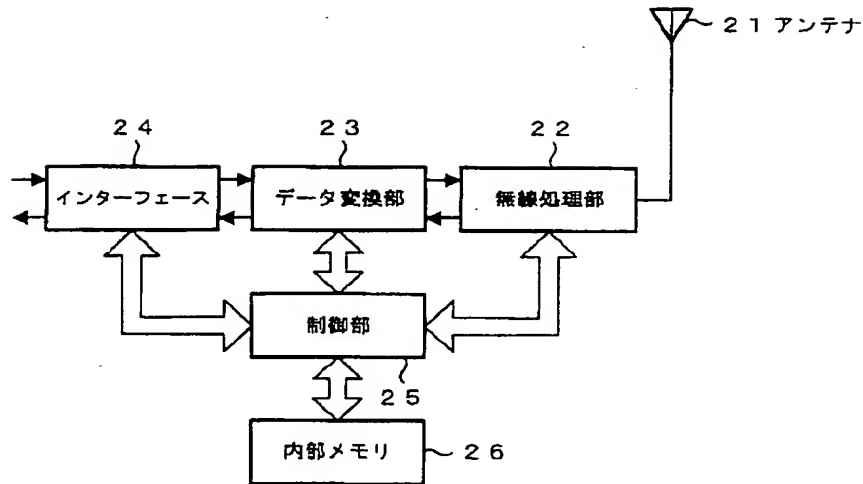 21 アンテナ
24
23
22
インターフェース
データ変換部
無線処理部
制御部
25
内部メモリ
26